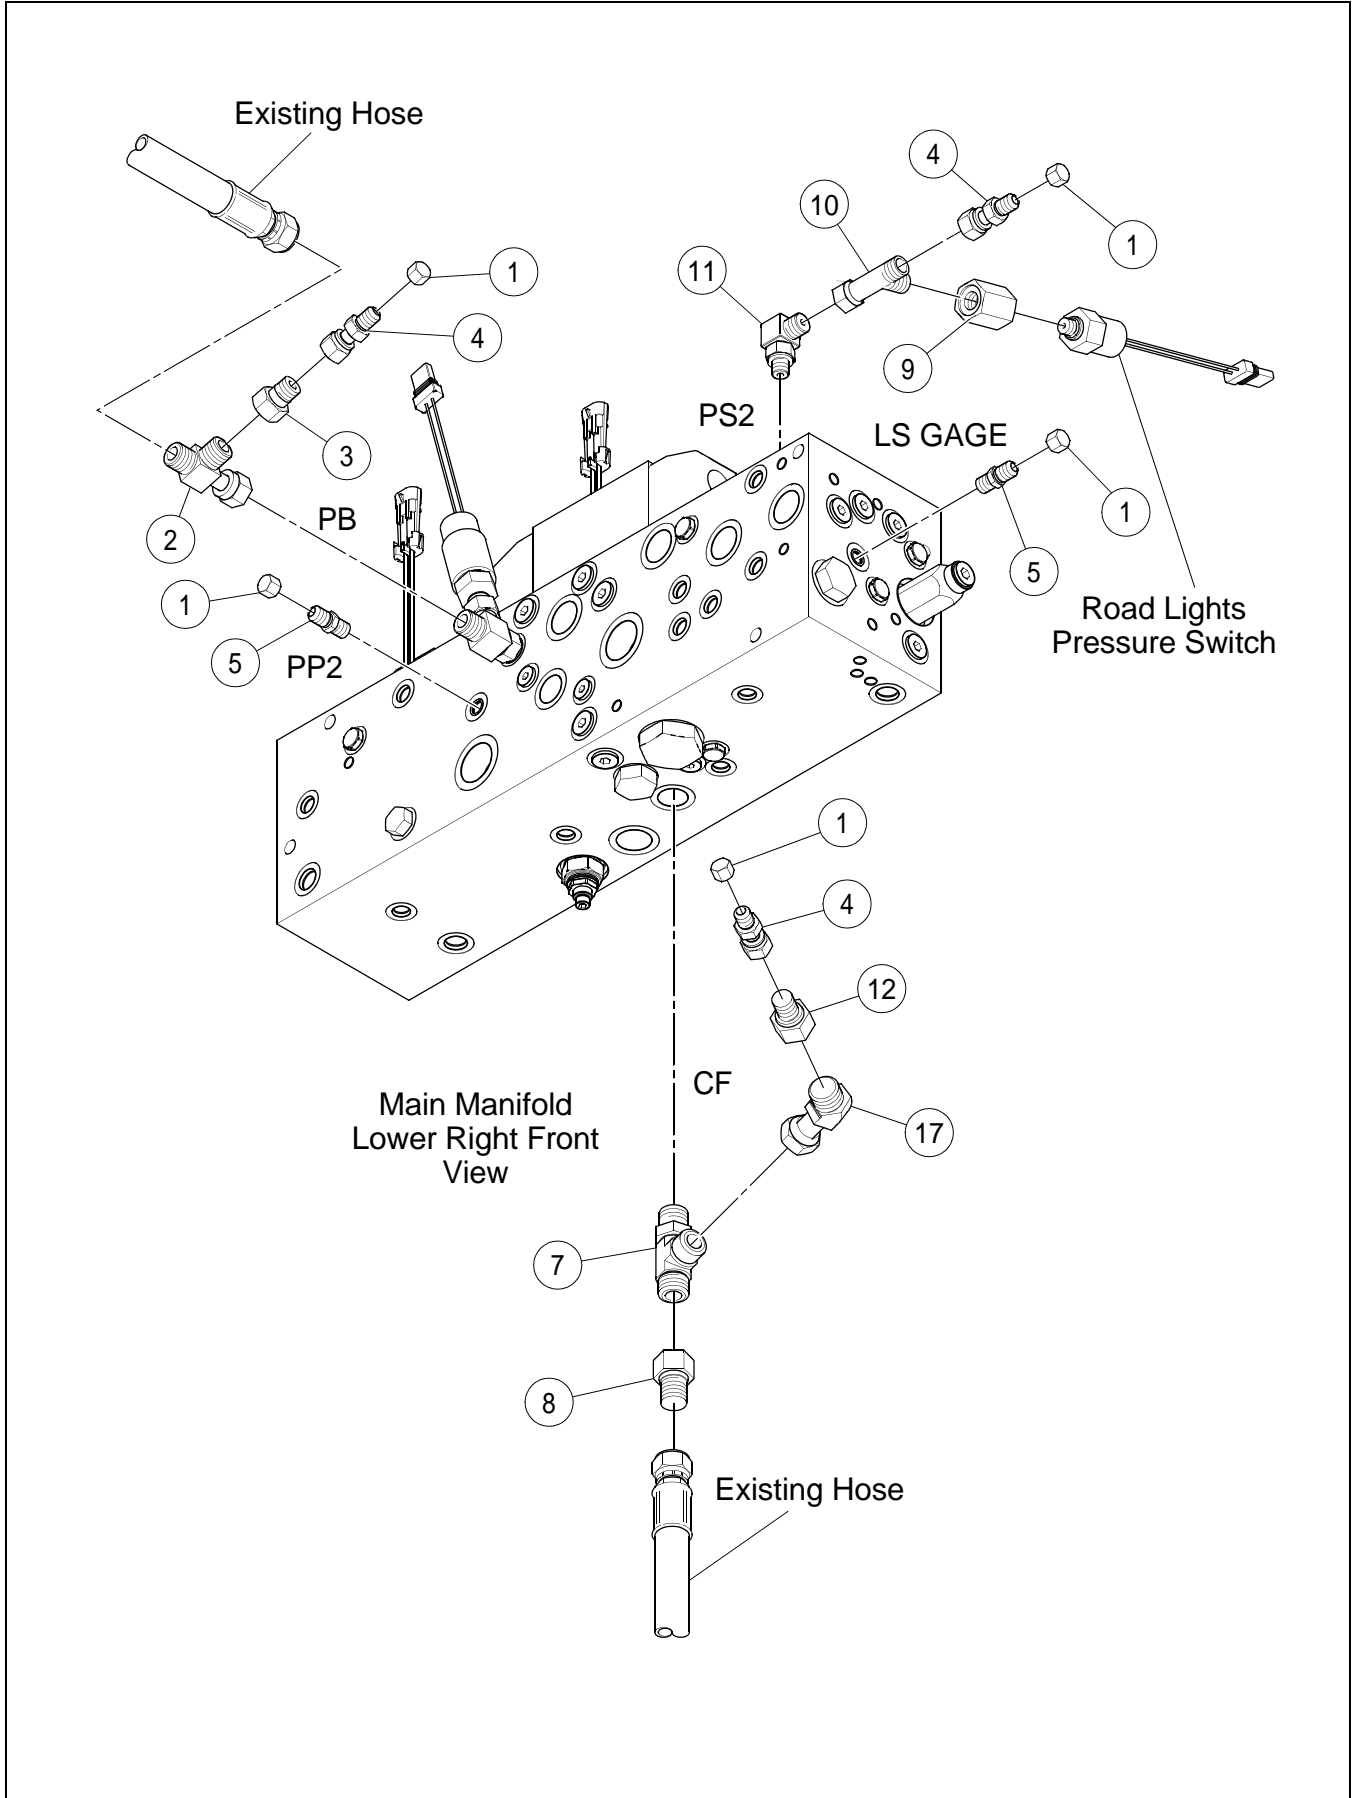 Existing Hose
4
10
1
1
11
4
9
PS2
LS GAGE
3
PB
2
1
5
1
5
PP2
Road Lights
Pressure Switch
1
4
12
CF
Main Manifold
Lower Right Front
View
17
7
8
Existing Hose